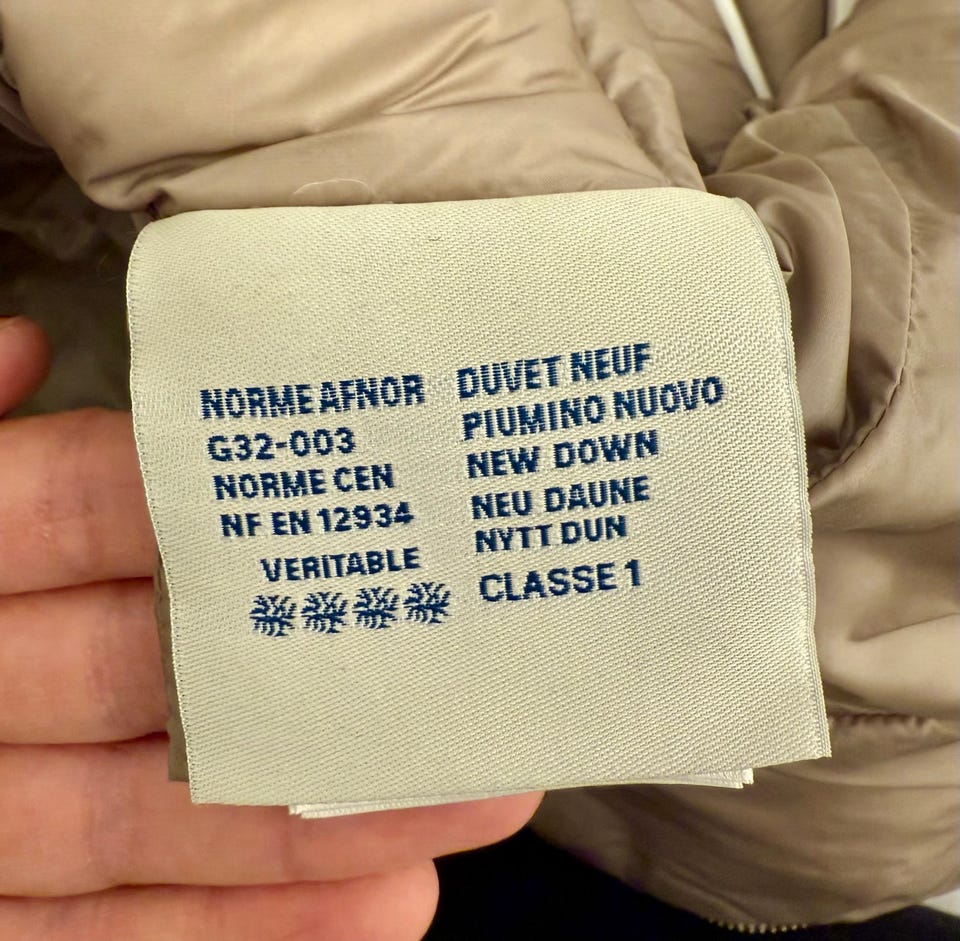 NORME AFNOR
G32-003
NORME CEN
NF EN 12934
VERITABLE
DUVET NEUF
PIUMINO NUOVO
NEW DOWN
NEU DAUNE
NYTT DUN
CLASSE 1